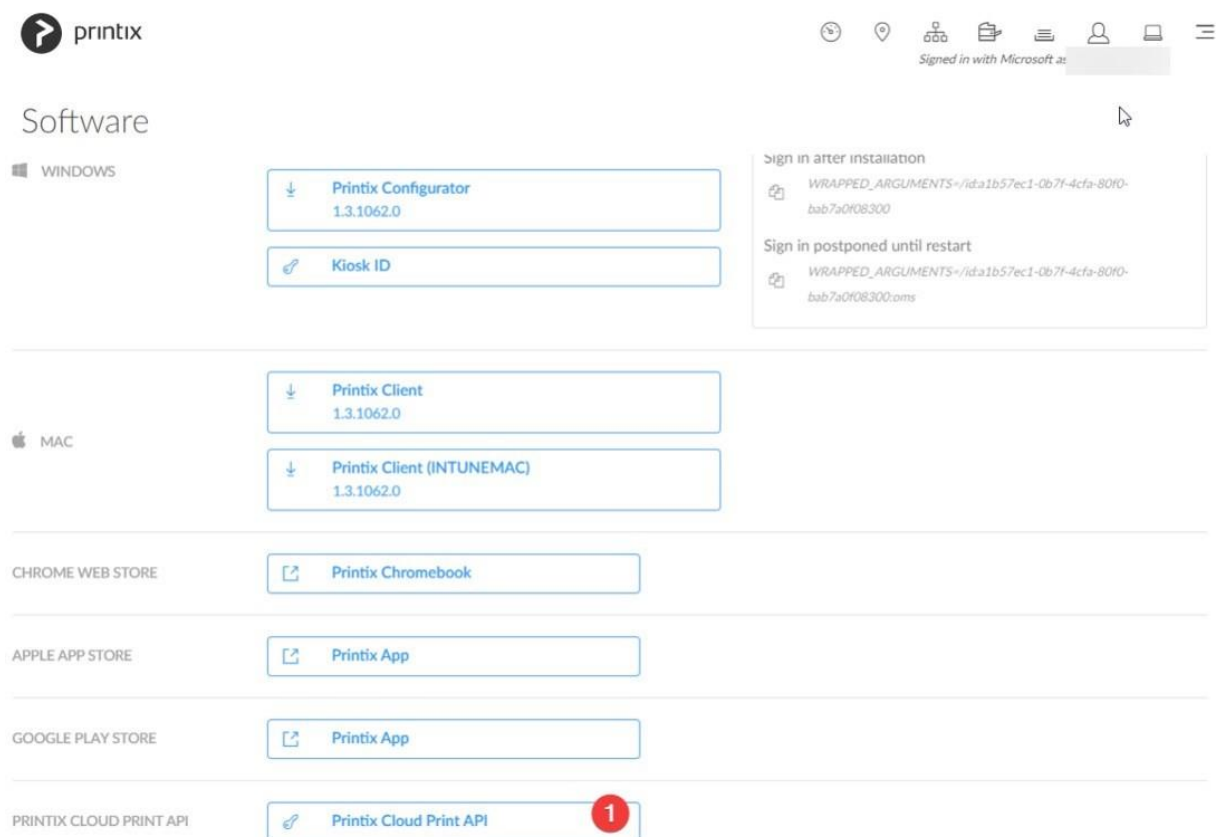 printix
Signed in with Microsoft as
Software
WINDOWS
Printix Configurator
1.3.1062.0
Kiosk ID
Sign in after installation
WRAPPED_ARGUMENTS=/id:a1b57ec1-0b7f-4cfa-80f0-
bab7a0f08300
Sign in postponed until restart
WRAPPED_ARGUMENTS=/id:a1b57ec1-0b7f-4cfa-80f0-
bab7a0f08300:oms
MAC
Printix Client
1.3.1062.0
Printix Client (INTUNEMAC)
1.3.1062.0
CHROME WEB STORE
Printix Chromebook
APPLE APP STORE
Printix App
GOOGLE PLAY STORE
Printix App
PRINTIX CLOUD PRINT API
Printix Cloud Print API
1